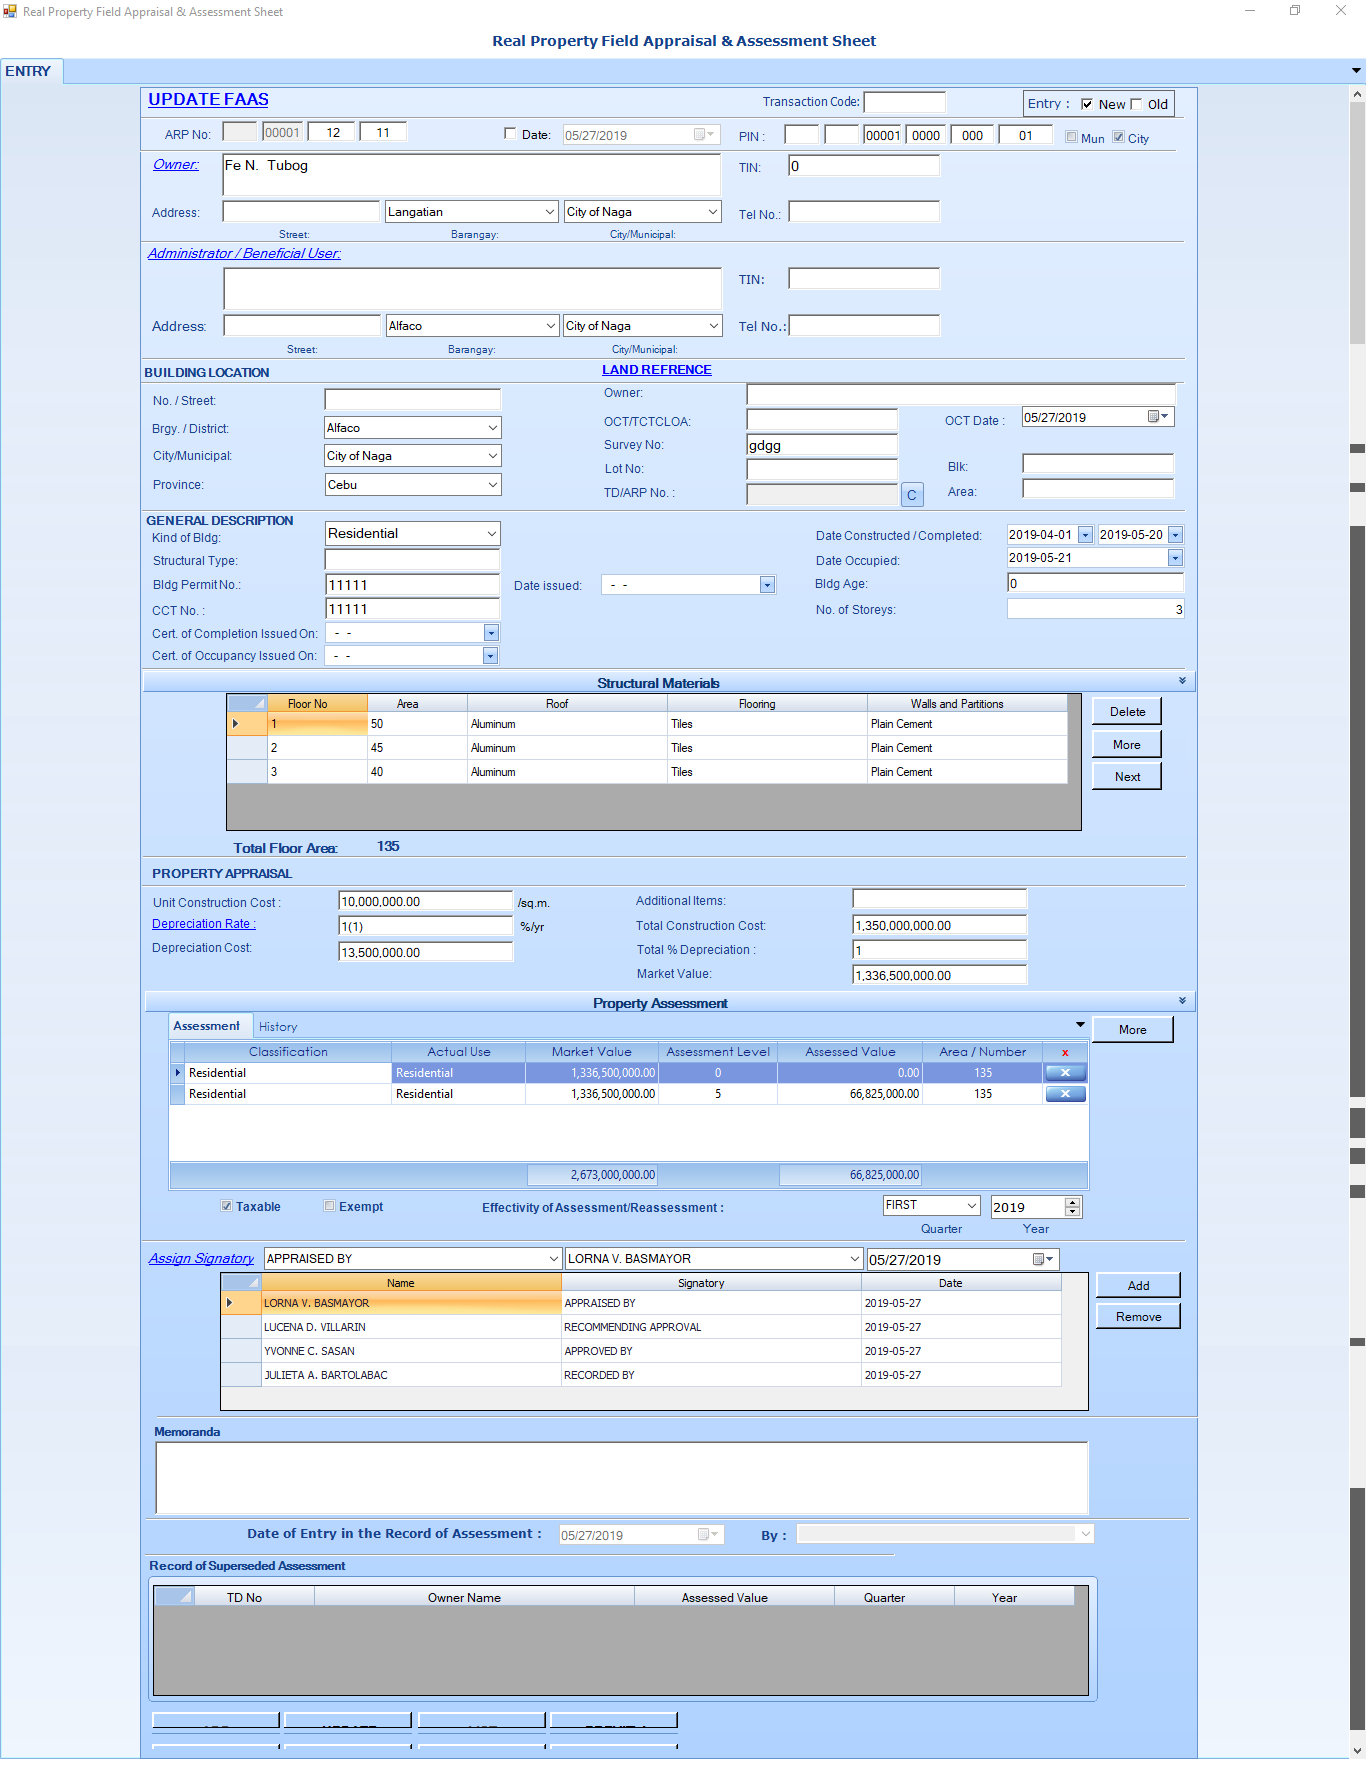 Real Property Field Appraisal & Assessment Sheet
Real Property Field Appraisal & Assessment Sheet
ENTRY
UPDATE FAAS Transaction Code: Entry : New Old
ARP No: 00001 12 11 Date: 05/27/2019 PIN : 00001 0000 000 01 Mun City
Owner: Fe N. Tubog TIN: 0
Address: Langatian City of Naga Tel No.:
Street: Barangay: City/Municipal:
Administrator / Beneficial User:
TIN:
Address: Alfaco City of Naga Tel No.:
Street: Barangay: City/Municipal:
BUILDING LOCATION LAND REFRENCE
No. / Street: Owner:
Brgy. / District: Alfaco OCT/TCTCLOA: OCT Date : 05/27/2019
City/Municipal: City of Naga Survey No: gdgg
Lot No: Blk:
Province: Cebu TD/ARP No. : C Area:
GENERAL DESCRIPTION
Kind of Bldg: Residential Date Constructed / Completed: 2019-04-01 2019-05-20
Structural Type: Date Occupied: 2019-05-21
Bldg Permit No.: 11111 Date issued: - - Bldg Age: 0
CCT No. : 11111 No. of Storeys: 3
Cert. of Completion Issued On: - -
Cert. of Occupancy Issued On: - -
Structural Materials
Floor No Area Roof Flooring Walls and Partitions Delete
1 50 Aluminum Tiles Plain Cement
2 45 Aluminum Tiles Plain Cement More
3 40 Aluminum Tiles Plain Cement Next
Total Floor Area: 135
PROPERTY APPRAISAL
Unit Construction Cost : 10,000,000.00 /sq.m. Additional Items:
Depreciation Rate : 1(1) %/yr Total Construction Cost: 1,350,000,000.00
Depreciation Cost: 13,500,000.00 Total % Depreciation : 1
Market Value: 1,336,500,000.00
Property Assessment
Assessment History More
Classification Actual Use Market Value Assessment Level Assessed Value Area / Number x
Residential Residential 1,336,500,000.00 0 0.00 135 X
Residential Residential 1,336,500,000.00 5 66,825,000.00 135 X
2,673,000,000.00 66,825,000.00
Taxable Exempt Effectivity of Assessment/Reassessment : FIRST 2019
Quarter Year
Assign Signatory APPRAISED BY LORNA V. BASMAYOR 05/27/2019
Name Signatory Date Add
LORNA V. BASMAYOR APPRAISED BY 2019-05-27
LUCENA D. VILLARIN RECOMMENDING APPROVAL 2019-05-27 Remove
YVONNE C. SASAN APPROVED BY 2019-05-27
JULIETA A. BARTOLABAC RECORDED BY 2019-05-27
Memoranda
Date of Entry in the Record of Assessment : 05/27/2019 By :
Record of Superseded Assessment
TD No Owner Name Assessed Value Quarter Year